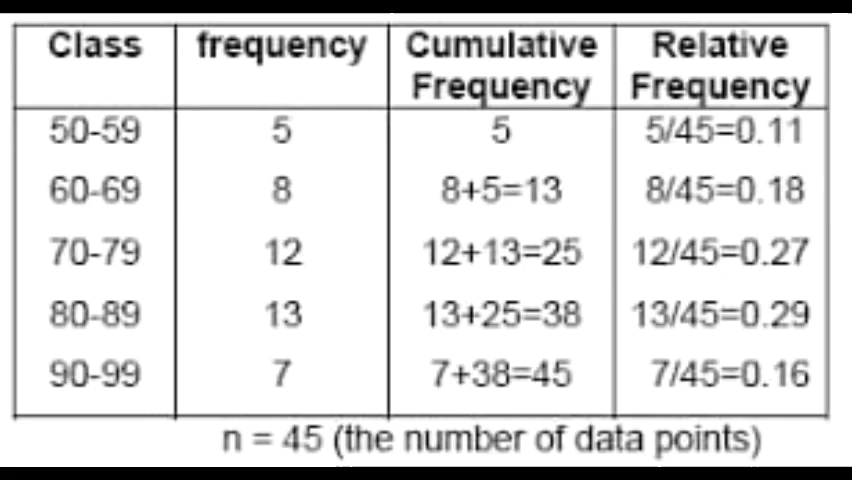 Class frequency Cumulative Frequency Relative Frequency
50-59 5 5 5/45=0.11
60-69 8 8+5=13 8/45=0.18
70-79 12 12+13=25 12/45=0.27
80-89 13 13+25=38 13/45=0.29
90-99 7 7+38=45 7/45=0.16
n = 45 (the number of data points)